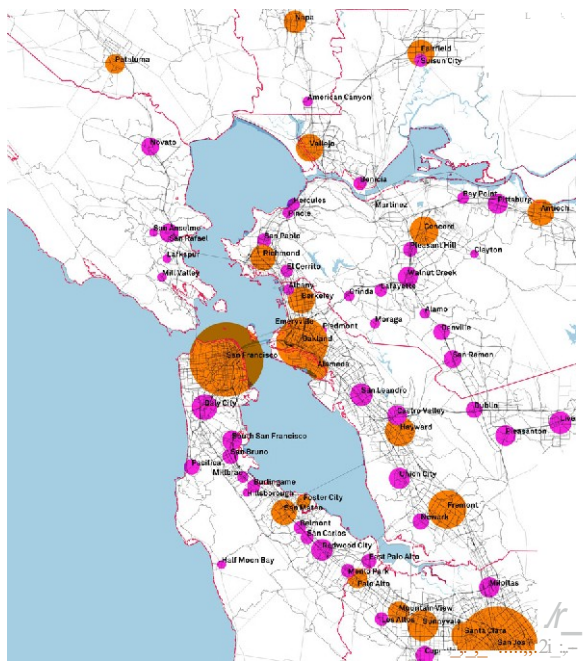 Napa
Petaluma
Fairfield
Suisun City
American Canyon
Novato
Vallejo
Benicia
Hercules
Pinole
Martinez
Bay Point
Pittsburg
Antioch
San Anselmo
San Rafael
San Pablo
Concord
Richmond
Pleasant Hill
Clayton
Larkspur
El Cerrito
Walnut Creek
Mill Valley
Albany
Orinda
Lafayette
Berkeley
Alamo
Emeryville
Piedmont
Moraga
Danville
Oakland
San Francisco
San Ramon
Alameda
San Leandro
Daly City
Castro Valley
Dublin
Hayward
Pleasanton
South San Francisco
San Bruno
Pacifica
Millbrae
Union City
Burlingame
Hillsborough
Foster City
San Mateo
Fremont
Newark
Belmont
San Carlos
Redwood City
Half Moon Bay
East Palo Alto
Menlo Park
Palo Alto
Milpitas
Mountain View
Los Altos
Sunnyvale
Santa Clara
San Jos
Cup